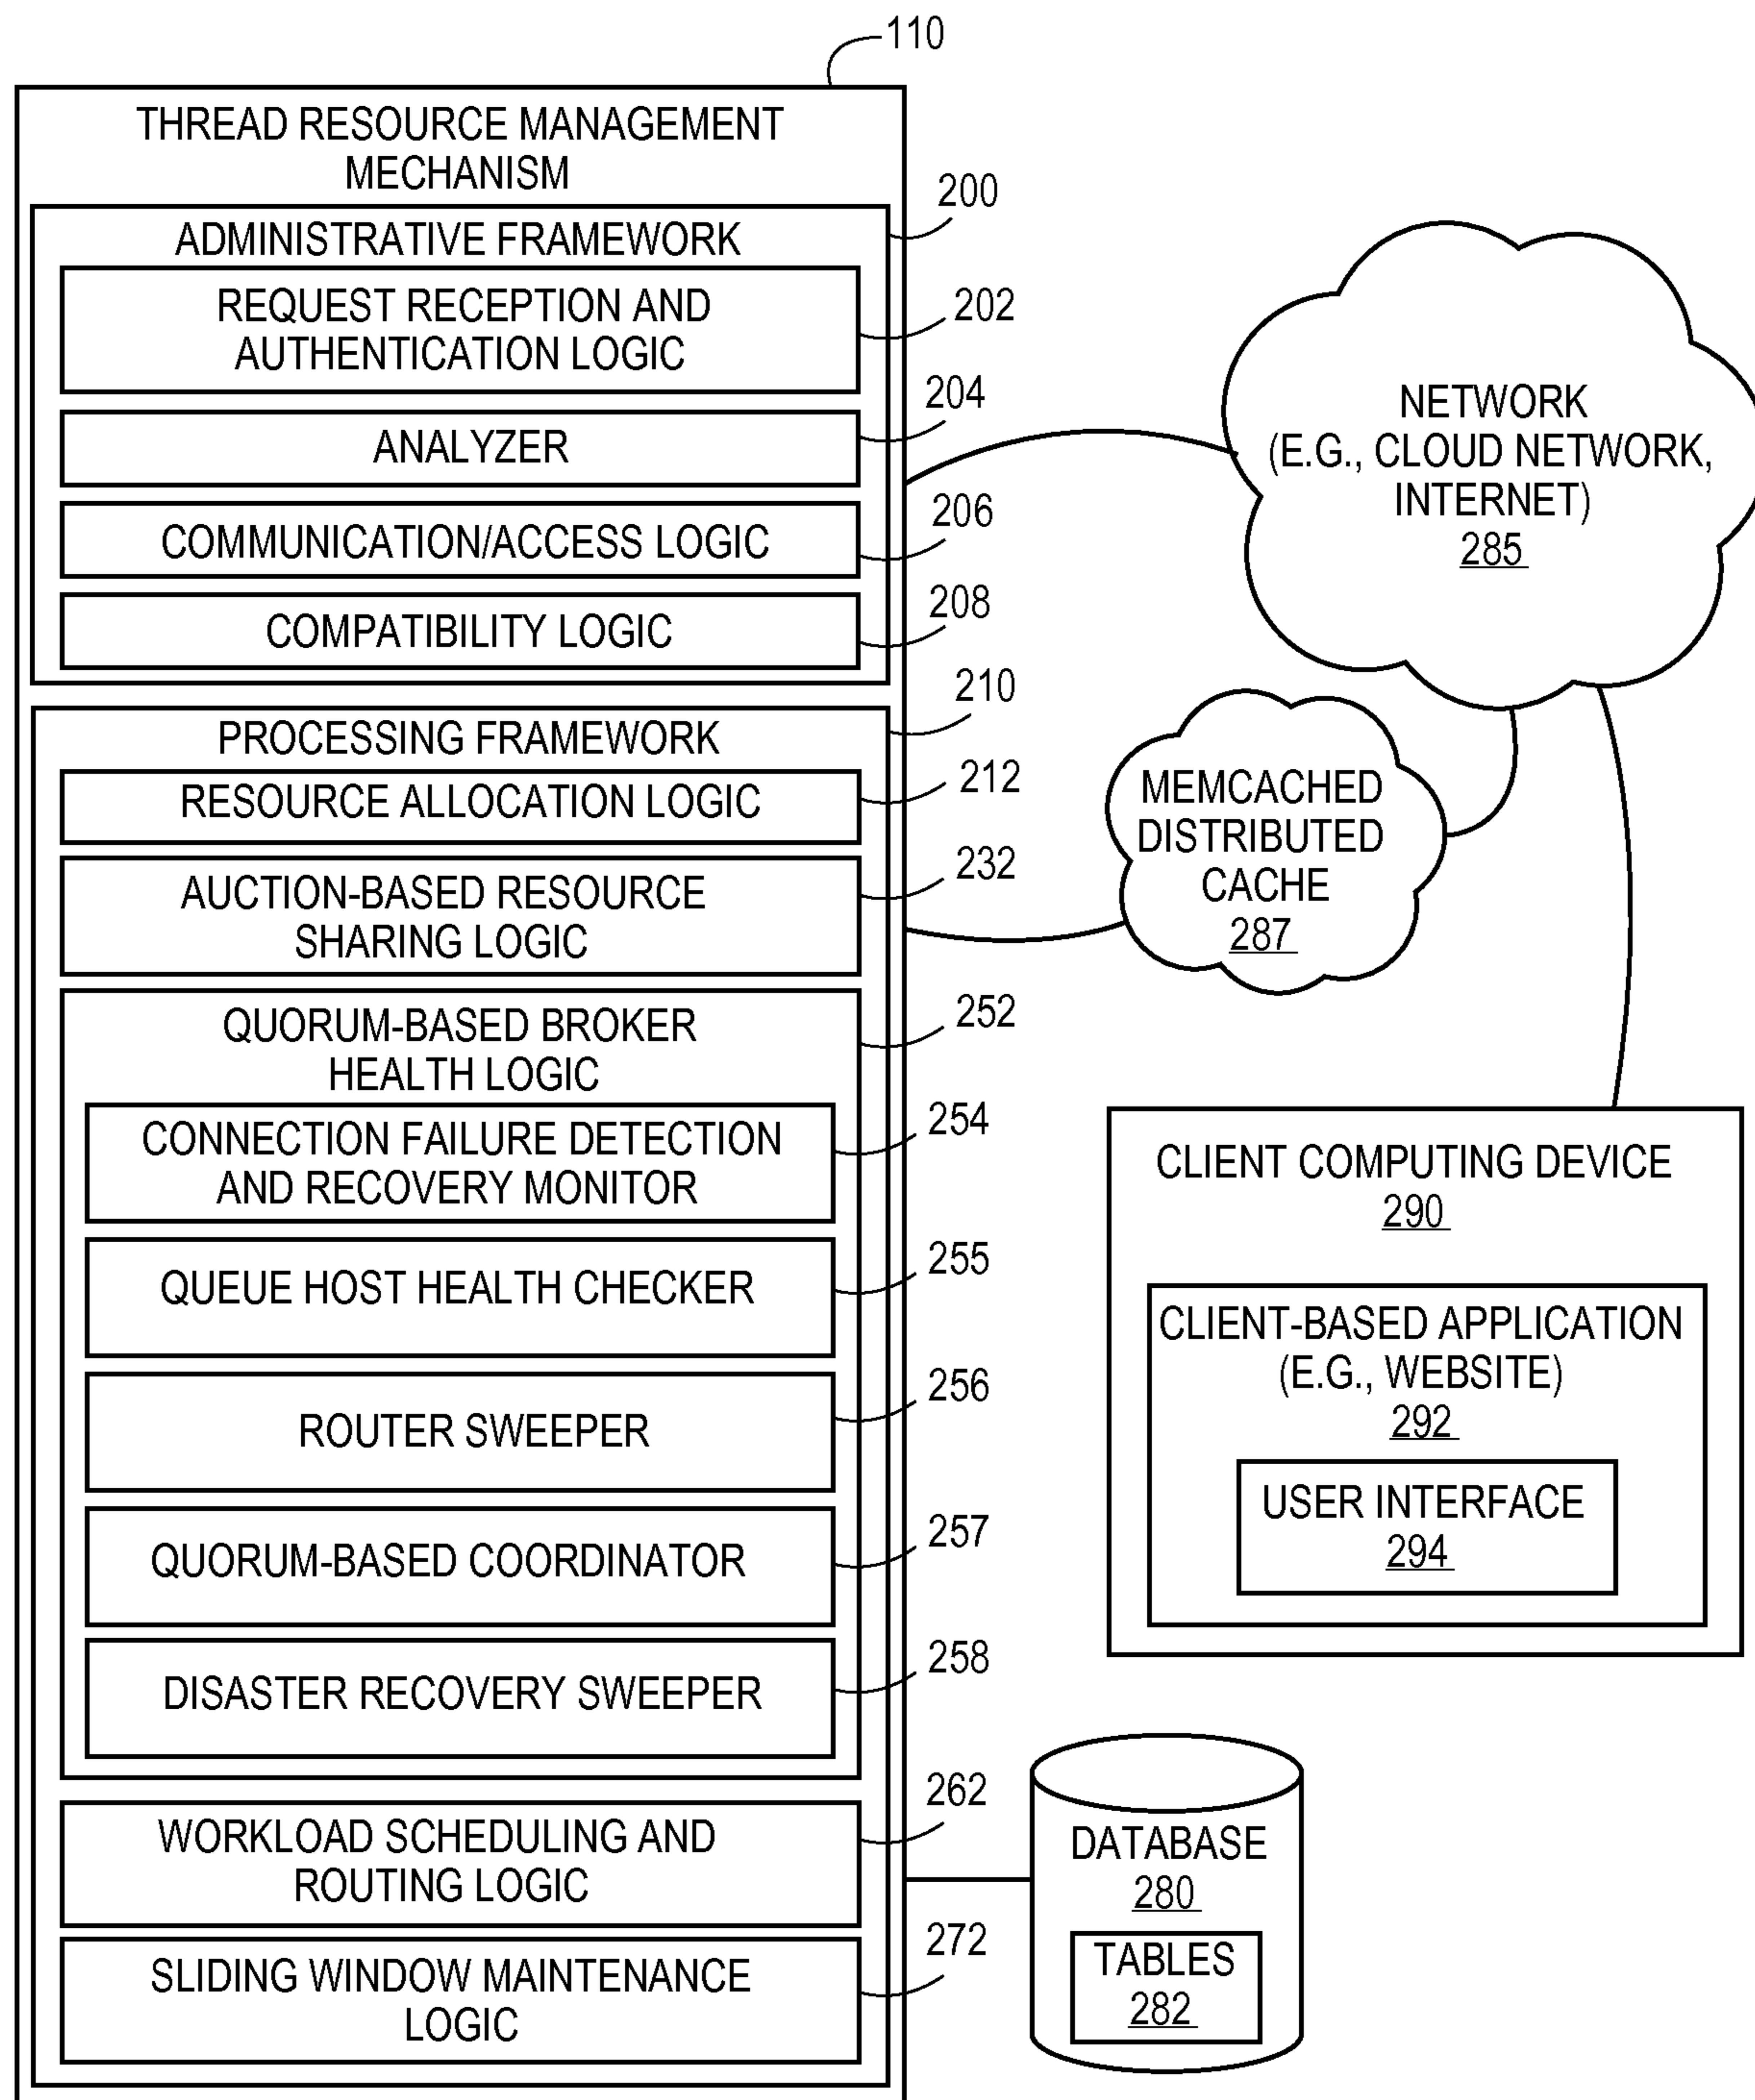 110
THREAD RESOURCE MANAGEMENT
MECHANISM
200
ADMINISTRATIVE FRAMEWORK
REQUEST RECEPTION AND
AUTHENTICATION LOGIC
202
204
ANALYZER
206
COMMUNICATION/ACCESS LOGIC
208
COMPATIBILITY LOGIC
210
PROCESSING FRAMEWORK
212
RESOURCE ALLOCATION LOGIC
232
AUCTION-BASED RESOURCE
SHARING LOGIC
252
QUORUM-BASED BROKER
HEALTH LOGIC
254
CONNECTION FAILURE DETECTION
AND RECOVERY MONITOR
255
QUEUE HOST HEALTH CHECKER
256
ROUTER SWEEPER
257
QUORUM-BASED COORDINATOR
258
DISASTER RECOVERY SWEEPER
262
WORKLOAD SCHEDULING AND
ROUTING LOGIC
272
SLIDING WINDOW MAINTENANCE
LOGIC
NETWORK
(E.G., CLOUD NETWORK,
INTERNET)
285
MEMCACHED
DISTRIBUTED
CACHE
287
CLIENT COMPUTING DEVICE
290
CLIENT-BASED APPLICATION
(E.G., WEBSITE)
292
USER INTERFACE
294
DATABASE
280
TABLES
282